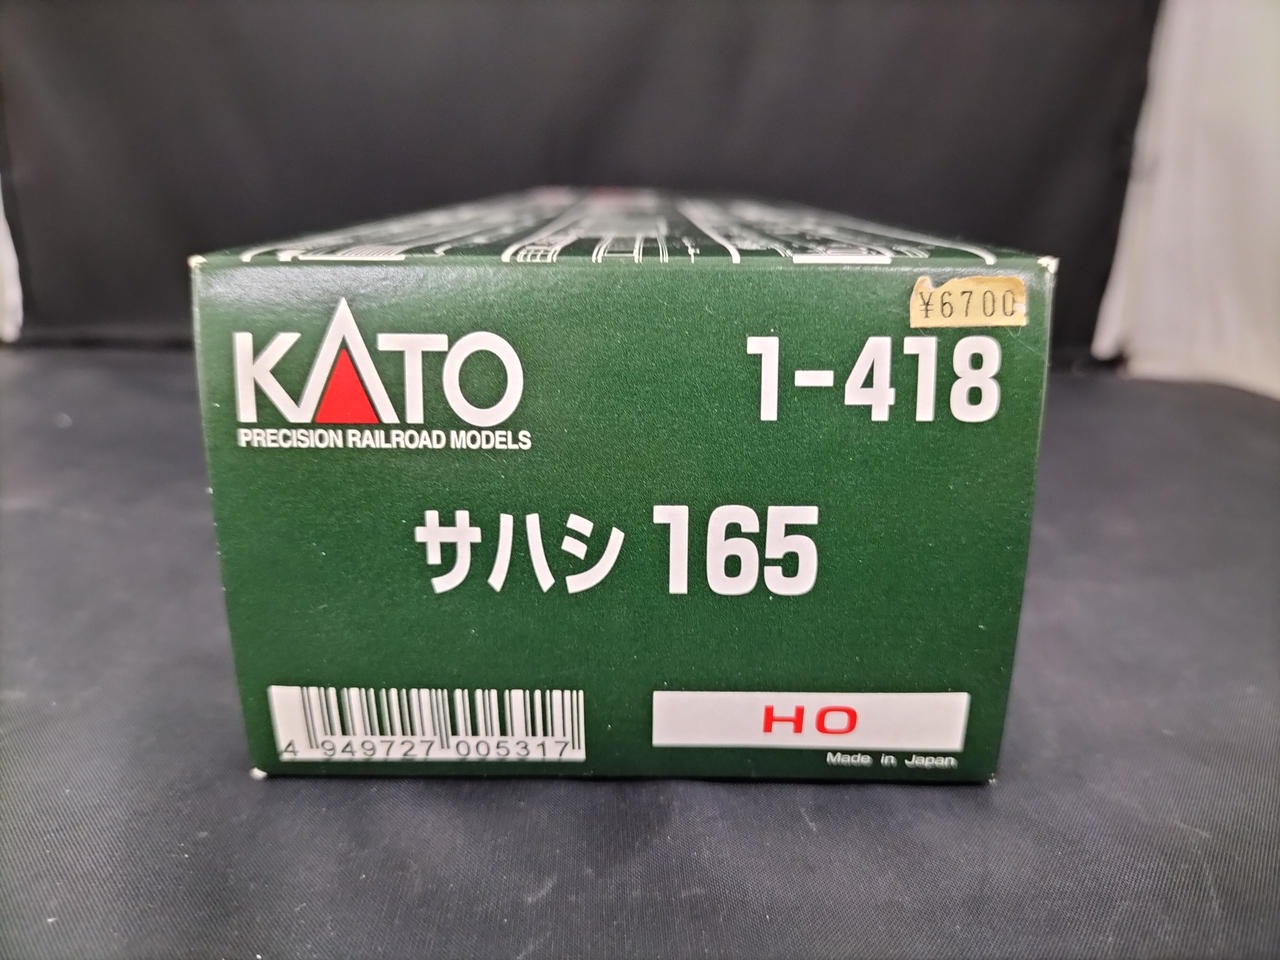 ¥6700
KATO
PRECISION RAILROAD MODELS
1-418
サハシ 165
4 949727 005317
HO
Made in Japan